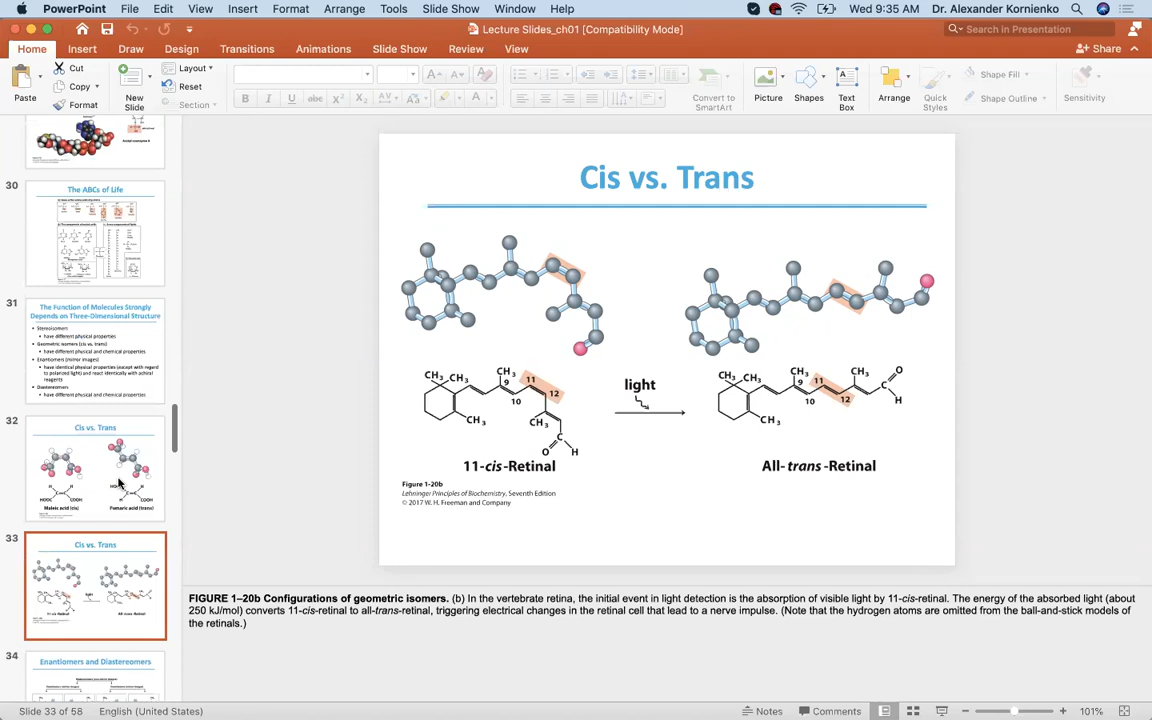 PowerPoint File Edit View Insert Format Arrange Tools Slide Show Window Help Wed 9:35 AM Dr. Alexander Kornienko
Lecture Slides_ch01 [Compatibility Mode] Search in Presentation
Home Insert Draw Design Transitions Animations Slide Show Review View Share
Paste Cut Copy Format
New Slide Layout Reset Section
B I U abc X² X₂ AV Aa A
Convert to SmartArt
Picture Shapes Text Box Arrange Quick Styles Shape Fill Shape Outline Sensitivity
30
The ABCs of Life
31
The Function of Molecules Strongly
Depends on Three-Dimensional Structure
• Stereoisomers
• have different physical properties
• Geometric isomers (cis vs. trans)
• have different physical and chemical properties
• Enantiomers (mirror images)
• have identical physical properties (except with regard
to polarized light) and react identically with achiral
reagents
• Diastereomers
• have different physical and chemical properties
32
Cis vs. Trans
Maleic acid (cis) Fumaric acid (trans)
33
Cis vs. Trans
light
34
Enantiomers and Diastereomers
Cis vs. Trans
CH3 CH3 CH3 9 11 12 10 CH3 CH3 C O H
light
CH3 CH3 CH3 9 11 CH3 O C H 10 12 CH3
11-cis-Retinal All-trans-Retinal
Figure 1-20b
Lehninger Principles of Biochemistry, Seventh Edition
© 2017 W. H. Freeman and Company
FIGURE 1–20b Configurations of geometric isomers. (b) In the vertebrate retina, the initial event in light detection is the absorption of visible light by 11-cis-retinal. The energy of the absorbed light (about
250 kJ/mol) converts 11-cis-retinal to all-trans-retinal, triggering electrical changes in the retinal cell that lead to a nerve impulse. (Note that the hydrogen atoms are omitted from the ball-and-stick models of
the retinals.)
Slide 33 of 58 English (United States) Notes Comments 101%